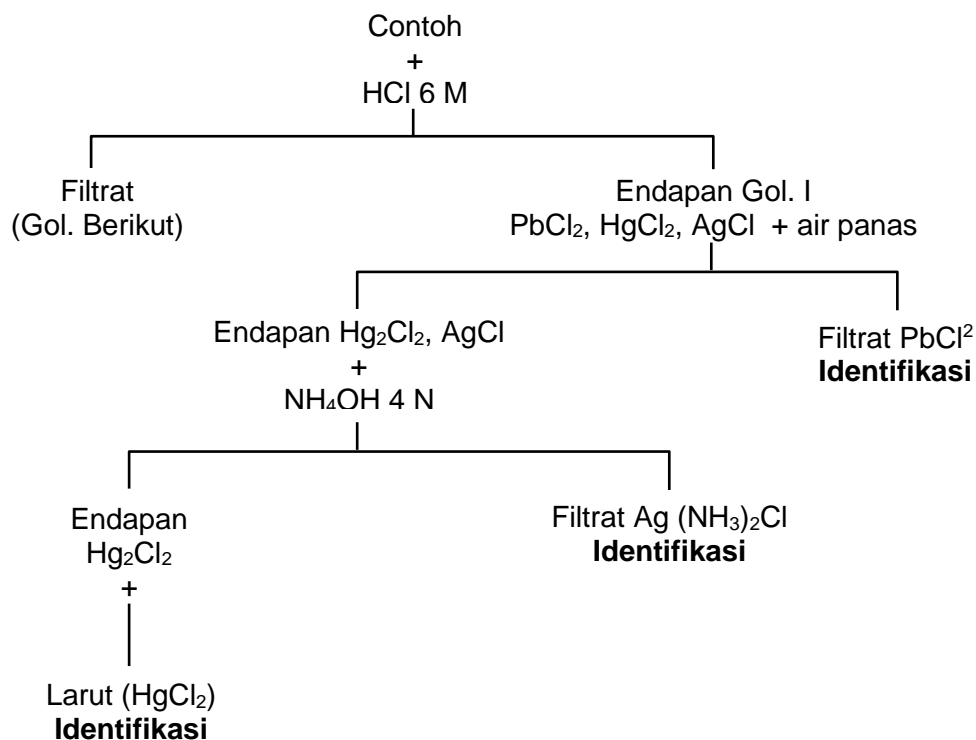 Contoh
+
HCl 6 M
Filtrat
(Gol. Berikut)
Endapan Gol. I
PbCl₂, HgCl₂, AgCl + air panas
Endapan Hg₂Cl₂, AgCl
+
NH₄OH 4 N
Filtrat PbCl²
Identifikasi
Endapan
Hg₂Cl₂
+
Filtrat Ag (NH₃)₂Cl
Identifikasi
Larut (HgCl₂)
Identifikasi